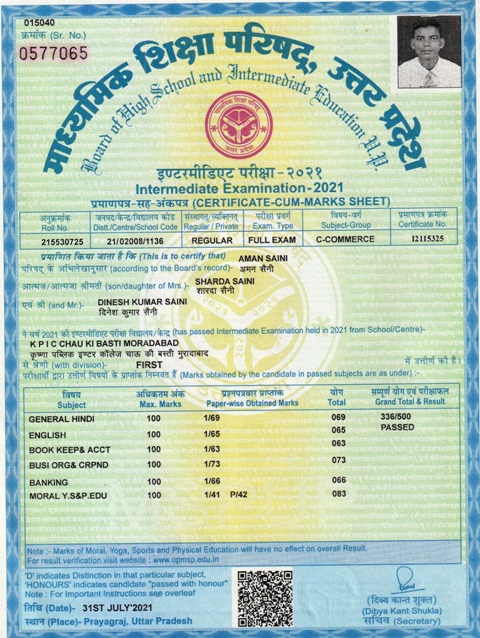 015040
क्रमांक (Sr. No.)
0577065
माध्यमिक शिक्षा परिषद्, उत्तर प्रदेश
Board of High School and Intermediate Education U.P.
इण्टरमीडिएट परीक्षा-२०२१
Intermediate Examination-2021
प्रमाणपत्र-सह-अंकपत्र (CERTIFICATE-CUM-MARKS SHEET)
अनुक्रमांक जनपद/केन्द्र/विद्यालय कोड संस्थागत/व्यक्तिगत परीक्षा प्रवर्ग विषय-वर्ग प्रमाणपत्र क्रमांक
Roll No. Distt./Centre/School Code Regular / Private Exam. Type Subject-Group Certificate No.
215530725 21/02008/1136 REGULAR FULL EXAM C-COMMERCE I2115325
प्रमाणित किया जाता है कि (This is to certify that) AMAN SAINI
परिषद के अभिलेखानुसार (according to the Board's record)- अमन सैनी
आत्मज/आत्मजा श्रीमती (son/daughter of Mrs.)- SHARDA SAINI
शारदा सैनी
एवं श्री (and Mr.)- DINESH KUMAR SAINI
दिनेश कुमार सैनी
ने वर्ष 2021 की इण्टरमीडिएट परीक्षा विद्यालय/केन्द्र (has passed Intermediate Examination held in 2021 from School/Centre)-
K P I C CHAU KI BASTI MORADABAD
कृष्णा पब्लिक इण्टर कॉलेज चाऊ की बस्ती मुरादाबाद
से श्रेणी (with division)- FIRST में उत्तीर्ण की है।
परीक्षार्थी द्वारा उत्तीर्ण विषयों के प्राप्तांक निम्नवत हैं (Marks obtained by the candidate in passed subjects are as under) :-
विषय अधिकतम अंक प्रश्नपत्रवार प्राप्तांक योग सम्पूर्ण योग एवं परीक्षाफल
Subject Max. Marks Paper-wise Obtained Marks Total Grand Total & Result
GENERAL HINDI 100 1/69 069 336/500
ENGLISH 100 1/65 065 PASSED
BOOK KEEP& ACCT 100 1/63 063
BUSI ORG& CRPND 100 1/73 073
BANKING 100 1/66 066
MORAL Y.S&P.EDU 100 1/41 P/42 083
Note :- Marks of Moral, Yoga, Sports and Physical Education will have no effect on overall Result.
For result verification visit website : www.upmsp.edu.in
'D' indicates Distinction in that particular subject,
'HONOURS' indicates candidate "passed with honour"
Note : For Important Instructions see overleaf
तिथि (Date)- 31ST JULY'2021
स्थान (Place)- Prayagraj, Uttar Pradesh
(दिव्य कान्त शुक्ल)
(Dibya Kant Shukla)
सचिव (Secretary)